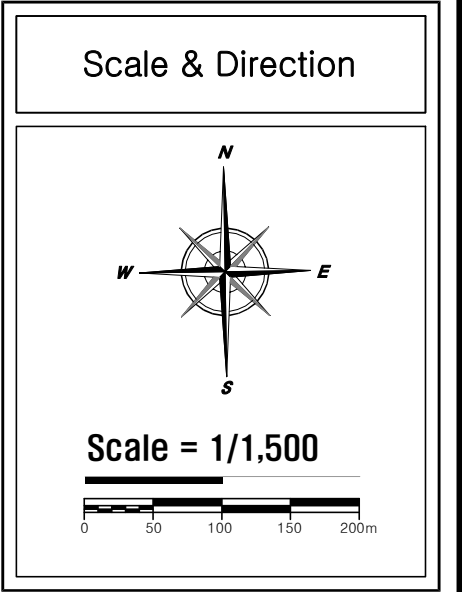 Scale & Direction
N
W E
S
Scale = 1/1,500
0 50 100 150 200m